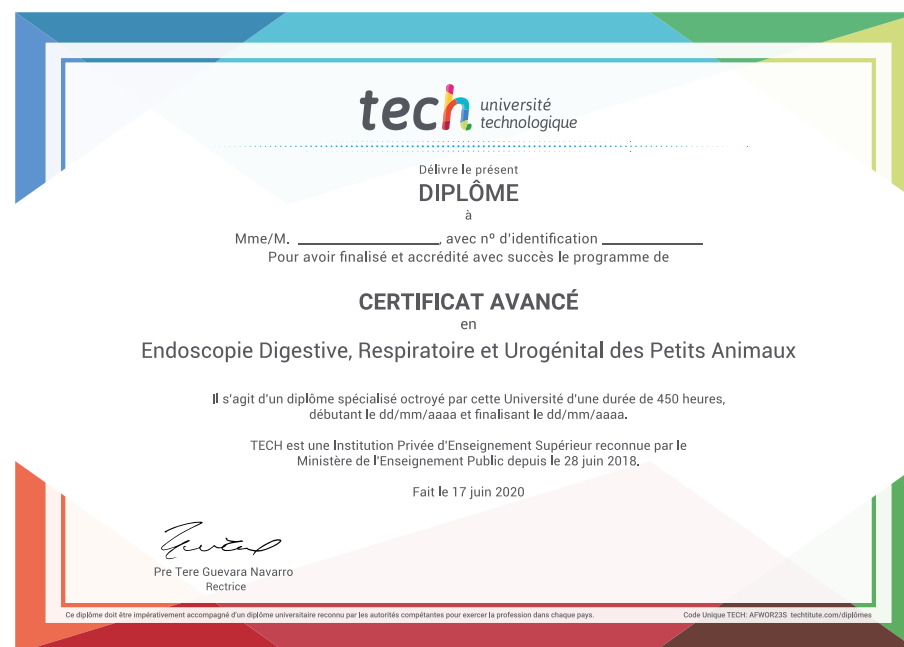 tech université
technologique
Délivre le présent
DIPLÔME
à
Mme/M. ____________________, avec nº d'identification ______________
Pour avoir finalisé et accrédité avec succès le programme de
CERTIFICAT AVANCÉ
en
Endoscopie Digestive, Respiratoire et Urogénital des Petits Animaux
Il s'agit d'un diplôme spécialisé octroyé par cette Université d'une durée de 450 heures,
débutant le dd/mm/aaaa et finalisant le dd/mm/aaaa.
TECH est une Institution Privée d'Enseignement Supérieur reconnue par le
Ministère de l'Enseignement Public depuis le 28 juin 2018.
Fait le 17 juin 2020
Pre Tere Guevara Navarro
Rectrice
Ce diplôme doit être impérativement accompagné d'un diplôme universitaire reconnu par les autorités compétentes pour exercer la profession dans chaque pays.
Code Unique TECH: AFWOR23S techtitute.com/diplômes